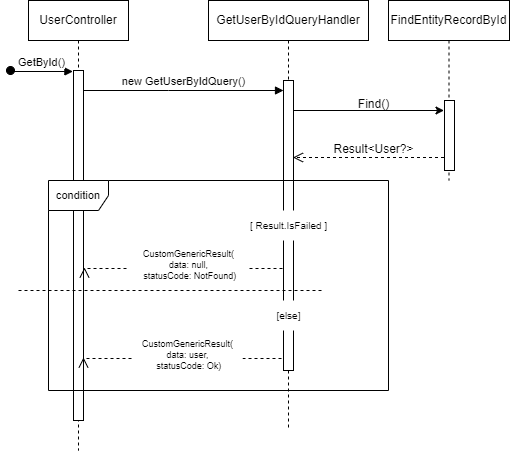 UserController
GetUserByIdQueryHandler
FindEntityRecordById
GetById()
new GetUserByIdQuery()
Find()
Result<User?>
condition
[ Result.IsFailed ]
CustomGenericResult(
data: null,
statusCode: NotFound)
[else]
CustomGenericResult(
data: user,
statusCode: Ok)